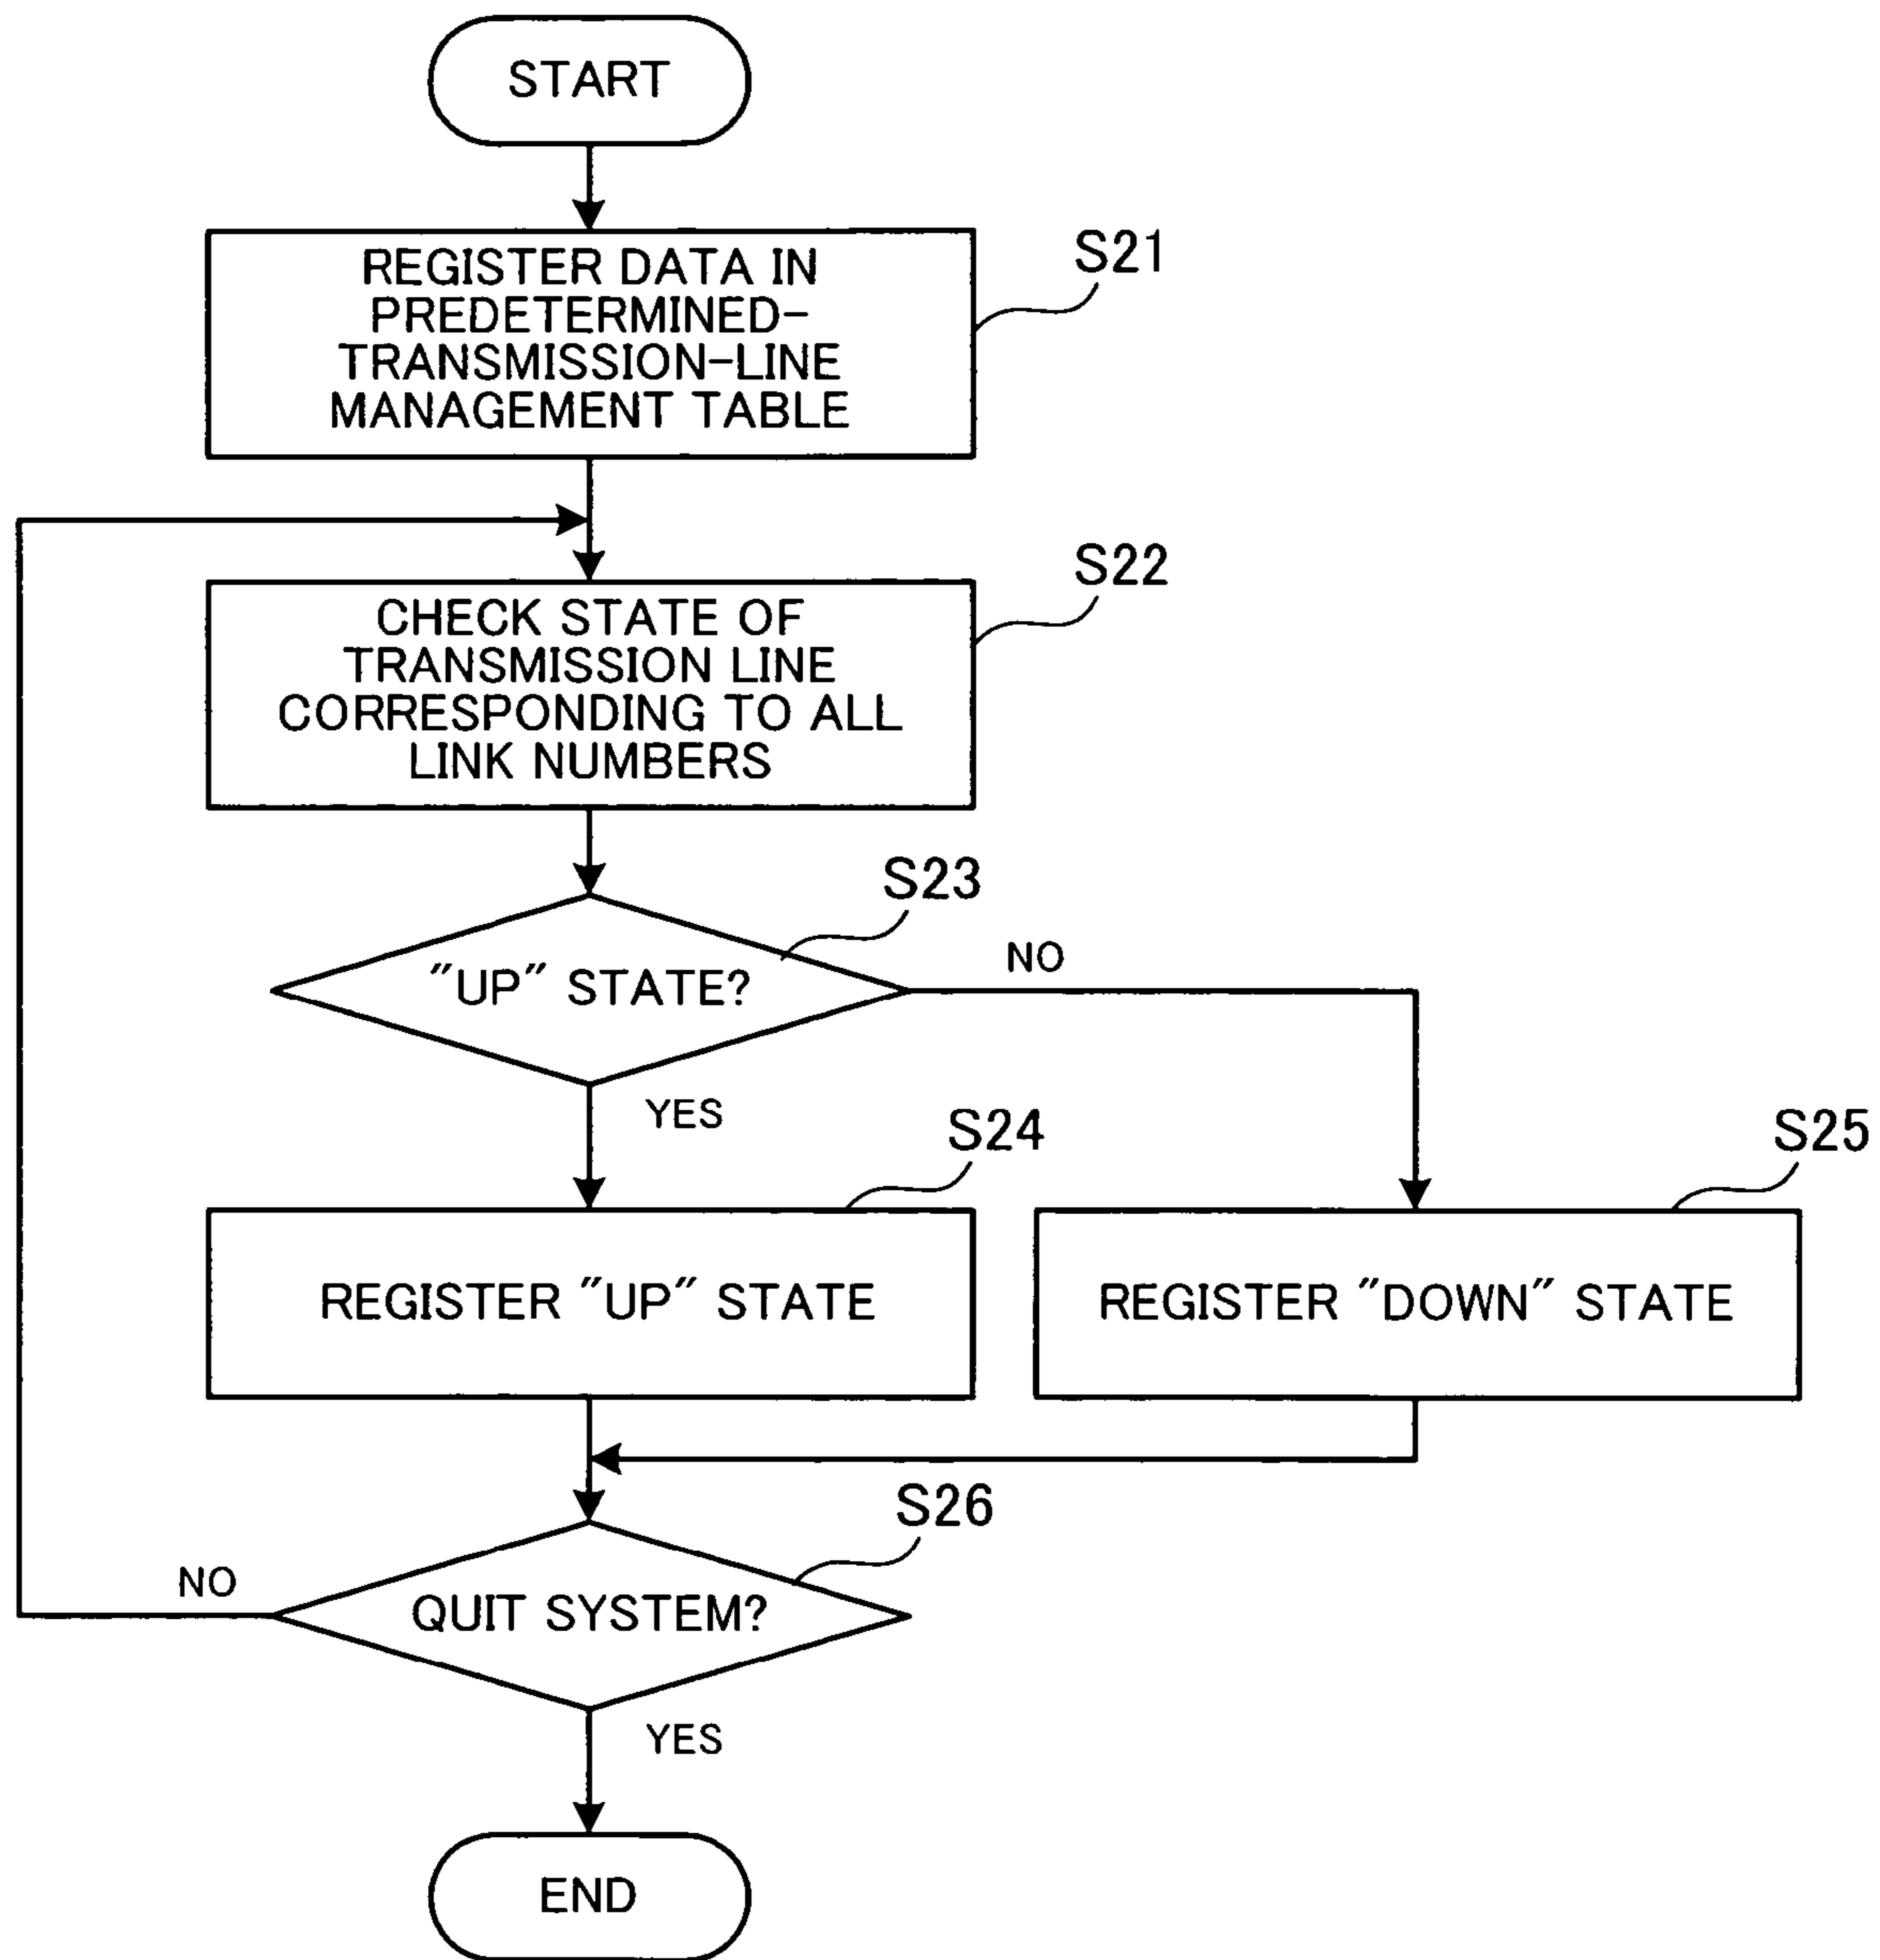 START
REGISTER DATA IN
PREDETERMINED-
TRANSMISSION-LINE
MANAGEMENT TABLE
S21
CHECK STATE OF
TRANSMISSION LINE
CORRESPONDING TO ALL
LINK NUMBERS
S22
S23
"UP" STATE?
NO
YES
S24
S25
REGISTER "UP" STATE
REGISTER "DOWN" STATE
S26
NO
QUIT SYSTEM?
YES
END